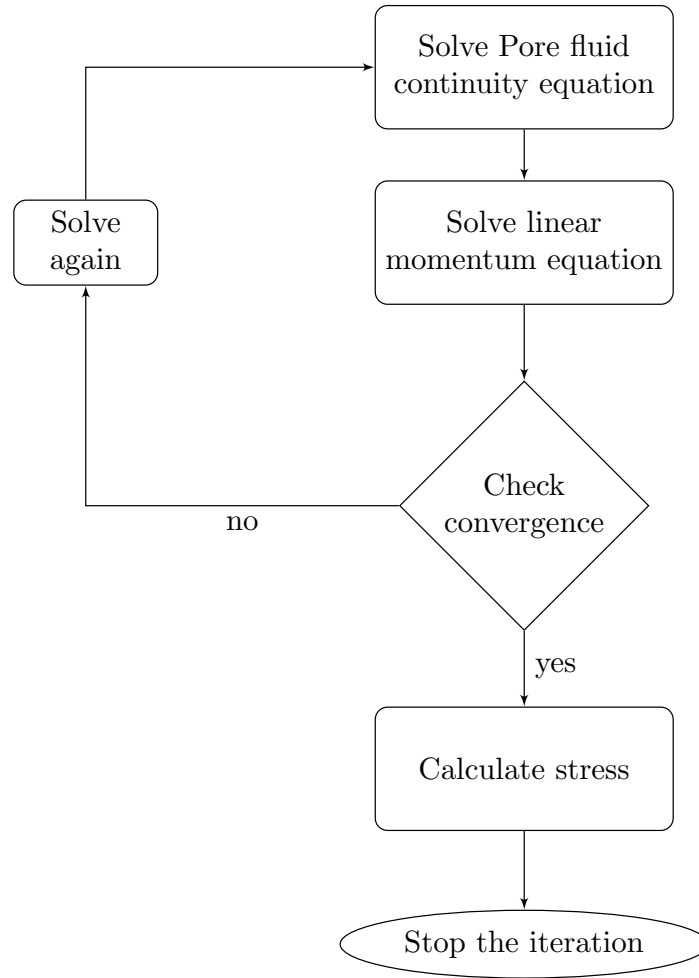 Solve Pore fluid
continuity equation
Solve
again
Solve linear
momentum equation
Check
convergence
no
yes
Calculate stress
Stop the iteration